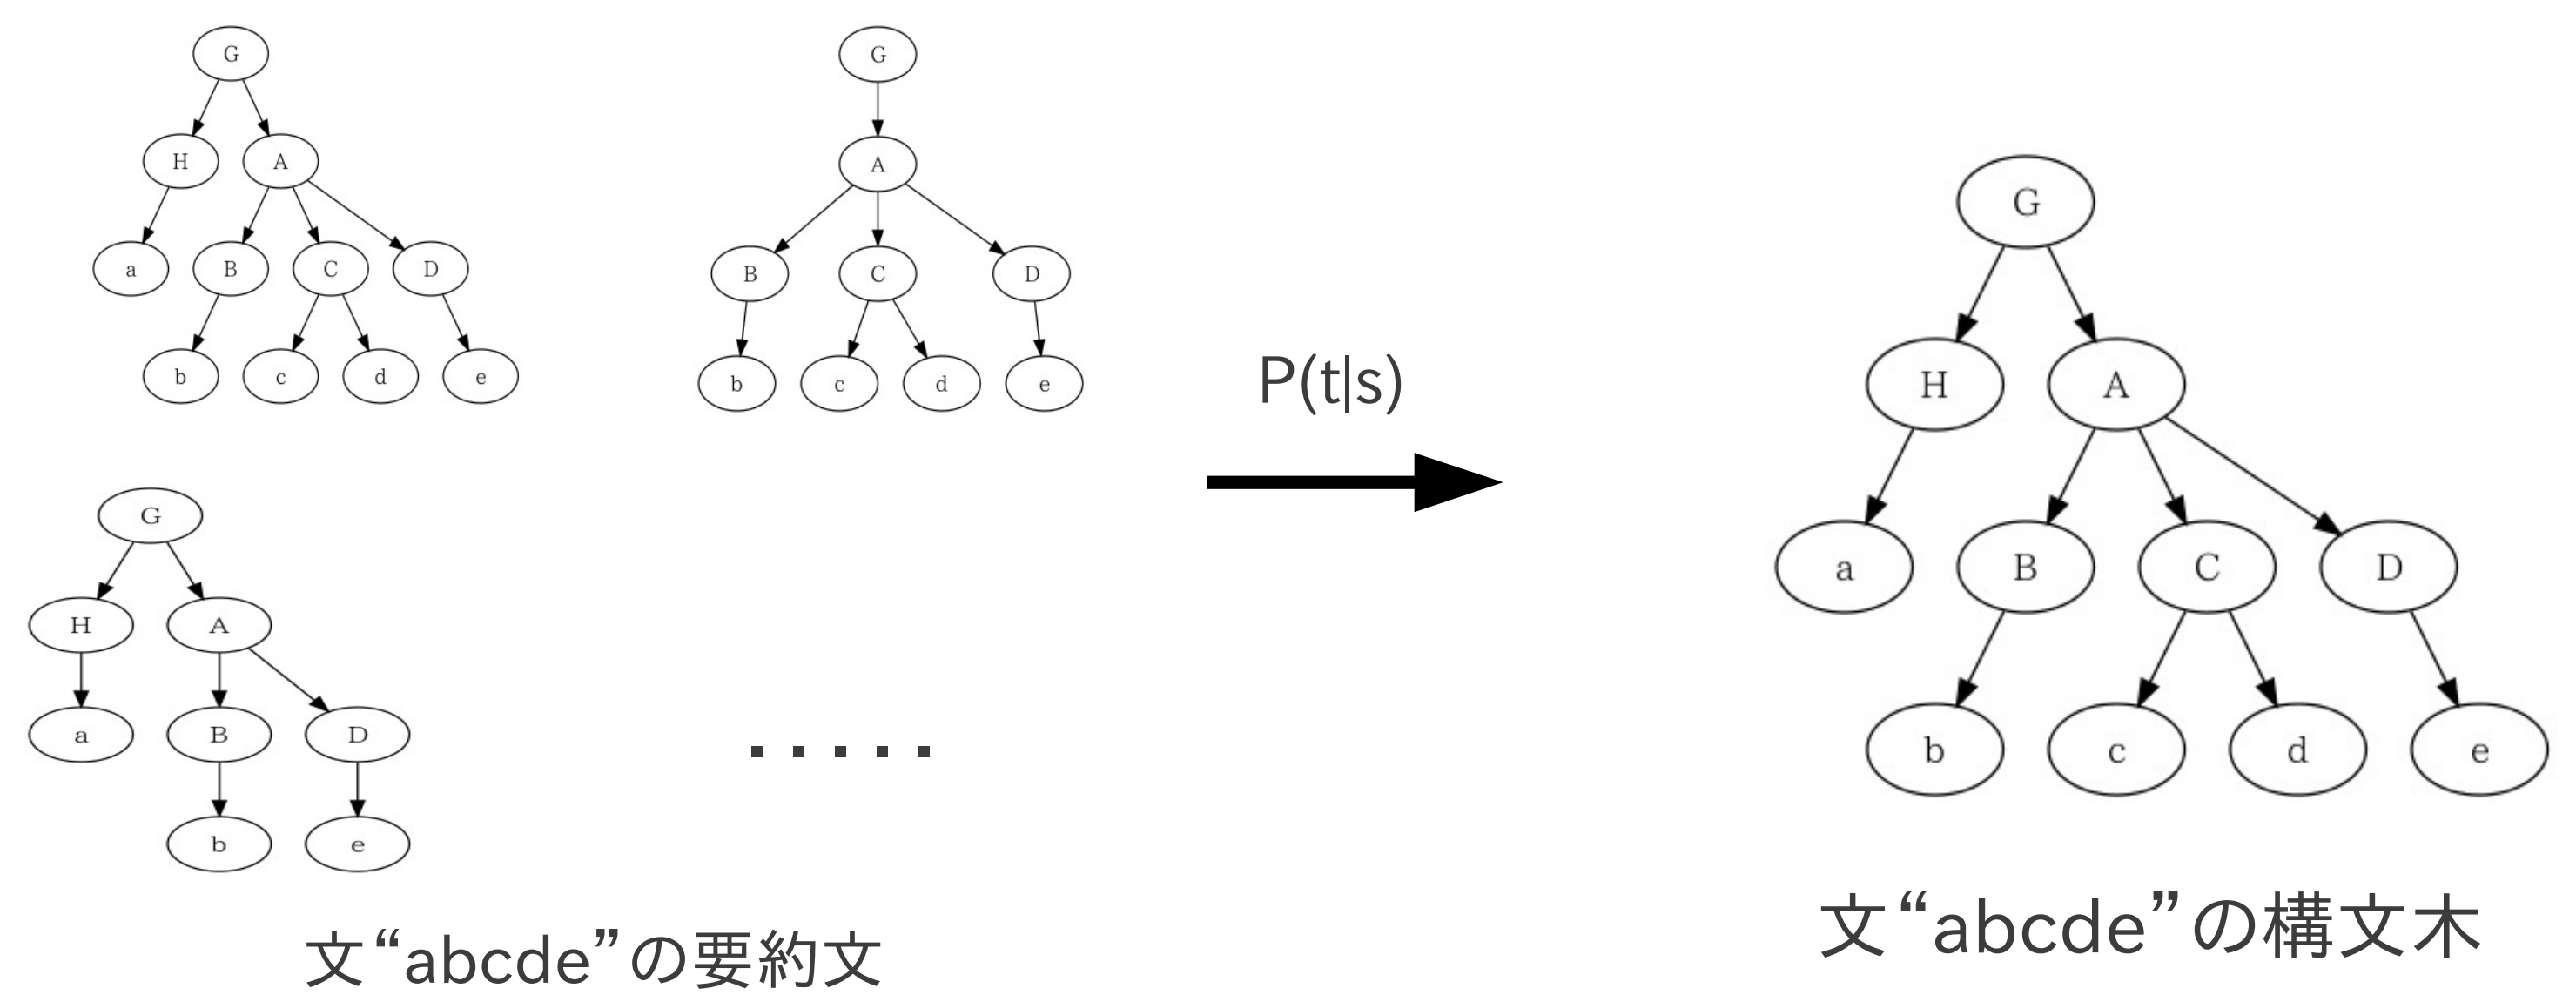 G
H A
a B C D
b c d e
G
A
B C D
b c d e
G
H A
a B D
b e
.....
文“abcde”の要約文
P(t|s)
G
H A
a B C D
b c d e
文“abcde”の構文木